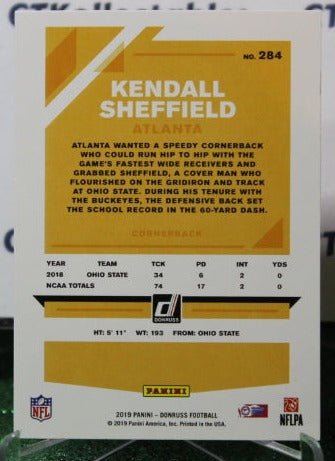 NO. 284
KENDALL
SHEFFIELD
ATLANTA
ATLANTA WANTED A SPEEDY CORNERBACK
WHO COULD RUN HIP TO HIP WITH THE
GAME'S FASTEST WIDE RECEIVERS AND
GRABBED SHEFFIELD, A COVER MAN WHO
FLOURISHED ON THE GRIDIRON AND TRACK
AT OHIO STATE. DURING HIS TENURE WITH
THE BUCKEYES, THE DEFENSIVE BACK SET
THE SCHOOL RECORD IN THE 60-YARD DASH.
CORNERBACK
YEAR TEAM TCK PD INT YDS
2018 OHIO STATE 34 6 2 0
NCAA TOTALS 74 17 2 0
DONRUSS
HT: 5' 11" WT: 193 FROM: OHIO STATE
PANINI
NFL
NFLPA
2019 PANINI - DONRUSS FOOTBALL
© 2019 Panini America, Inc. Printed in the USA.